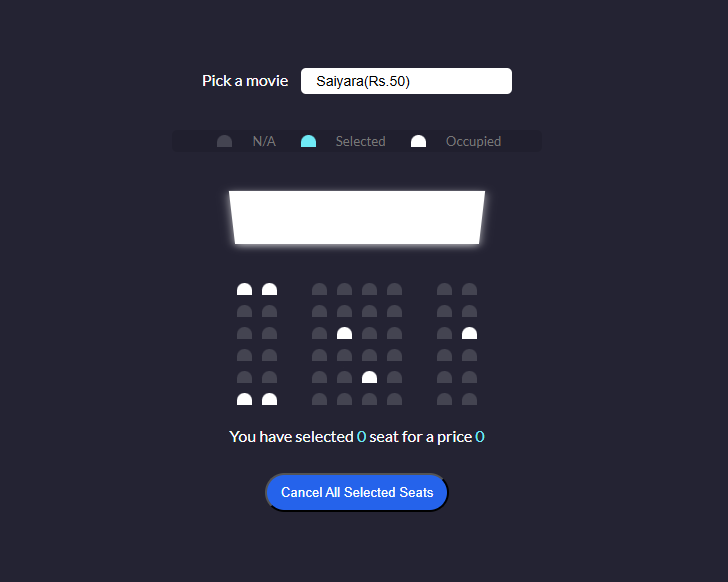 Pick a movie Saiyara(Rs.50)
N/A Selected Occupied
You have selected 0 seat for a price 0
Cancel All Selected Seats